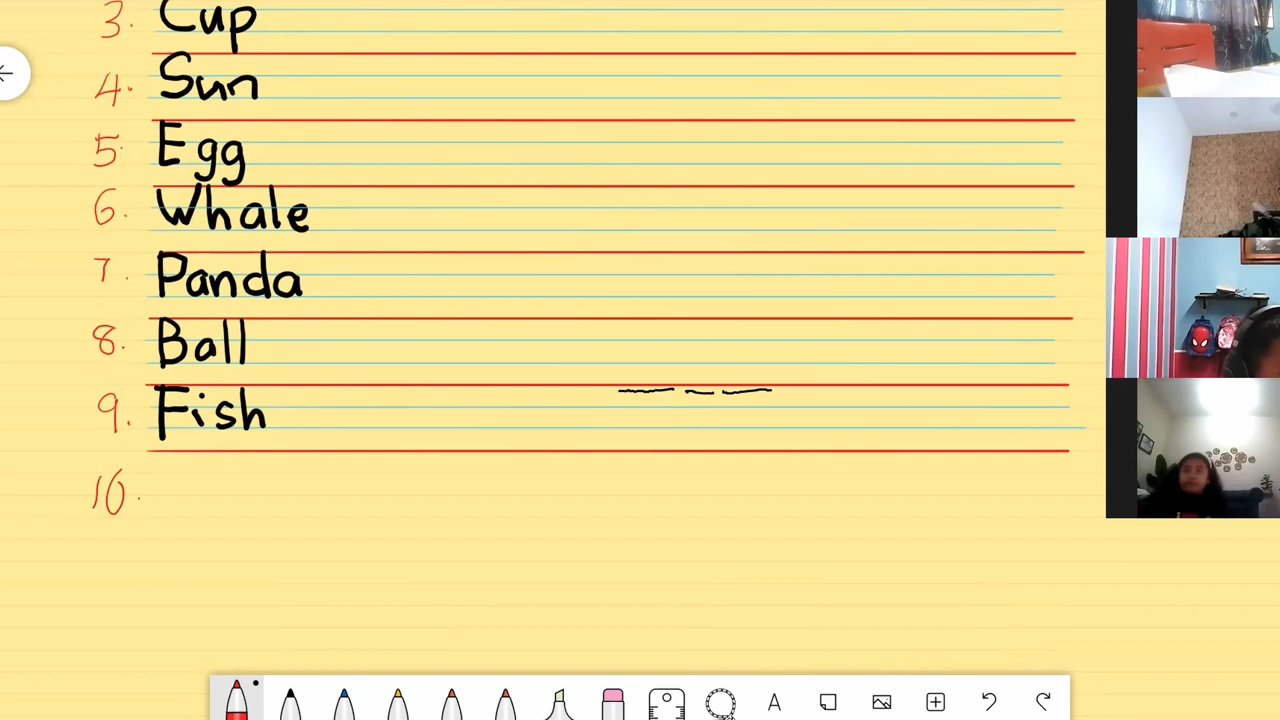 3. Cup
4. Sun
5. Egg
6. Whale
7. Panda
8. Ball
9. Fish
10.
A